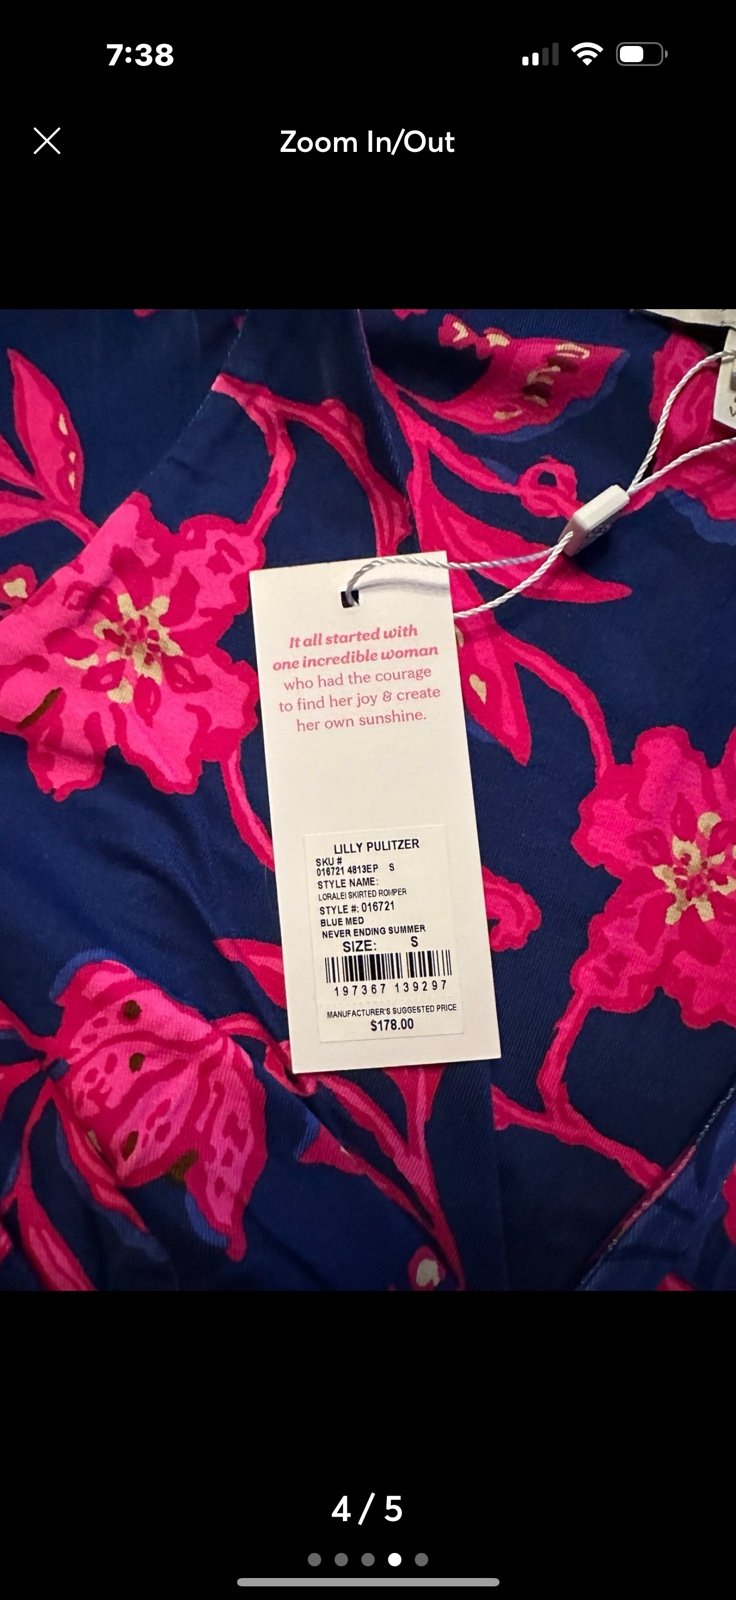 7:38
Zoom In/Out
It all started with
one incredible woman
who had the courage
to find her joy & create
her own sunshine.
LILLY PULITZER
SKU #
016721 4813EP S
STYLE NAME:
LORALEI SKIRTED ROMPER
STYLE #: 016721
BLUE MED
NEVER ENDING SUMMER
SIZE: S
197367 139297
MANUFACTURER'S SUGGESTED PRICE
$178.00
4 / 5